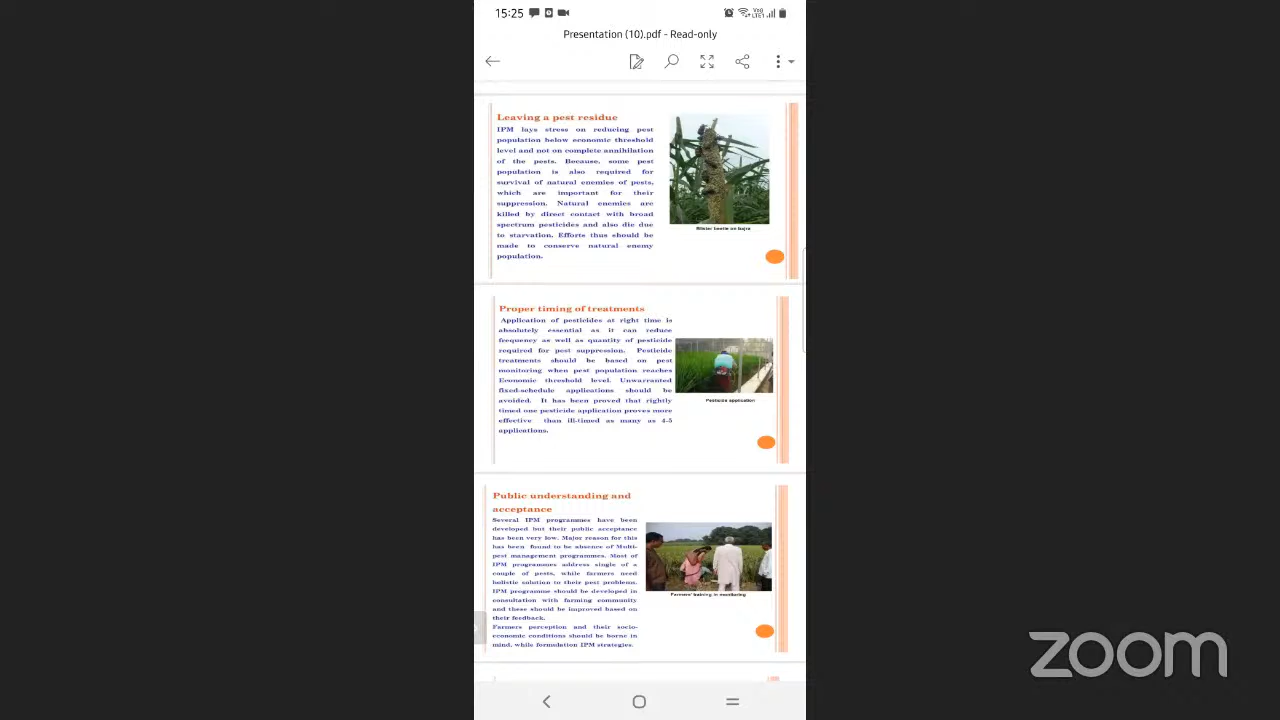 15:25
Vo))
LTE1
Presentation (10).pdf - Read-only
Leaving a pest residue
IPM lays stress on reducing pest
population below economic threshold
level and not on complete annihilation
of the pests. Because, some pest
population is also required for
survival of natural enemies of pests,
which are important for their
suppression. Natural enemies are
killed by direct contact with broad
spectrum pesticides and also die due
to starvation. Efforts thus should be
made to conserve natural enemy
population.
Blister beetle on bajra
Proper timing of treatments
Application of pesticides at right time is
absolutely essential as it can reduce
frequency as well as quantity of pesticide
required for pest suppression. Pesticide
treatments should be based on pest
monitoring when pest population reaches
Economic threshold level. Unwarranted
fixed-schedule applications should be
avoided. It has been proved that rightly
timed one pesticide application proves more
effective than ill-timed as many as 4-5
applications.
Pesticide application
Public understanding and
acceptance
Several IPM programmes have been
developed but their public acceptance
has been very low. Major reason for this
has been found to be absence of Multi-
pest management programmes. Most of
IPM programmes address single of a
couple of pests, while farmers need
holistic solution to their pest problems.
IPM programme should be developed in
consultation with farming community
and these should be improved based on
their feedback.
Farmers perception and their socio-
economic conditions should be borne in
mind, while formulation IPM strategies.
Farmers' training in monitoring
zoom